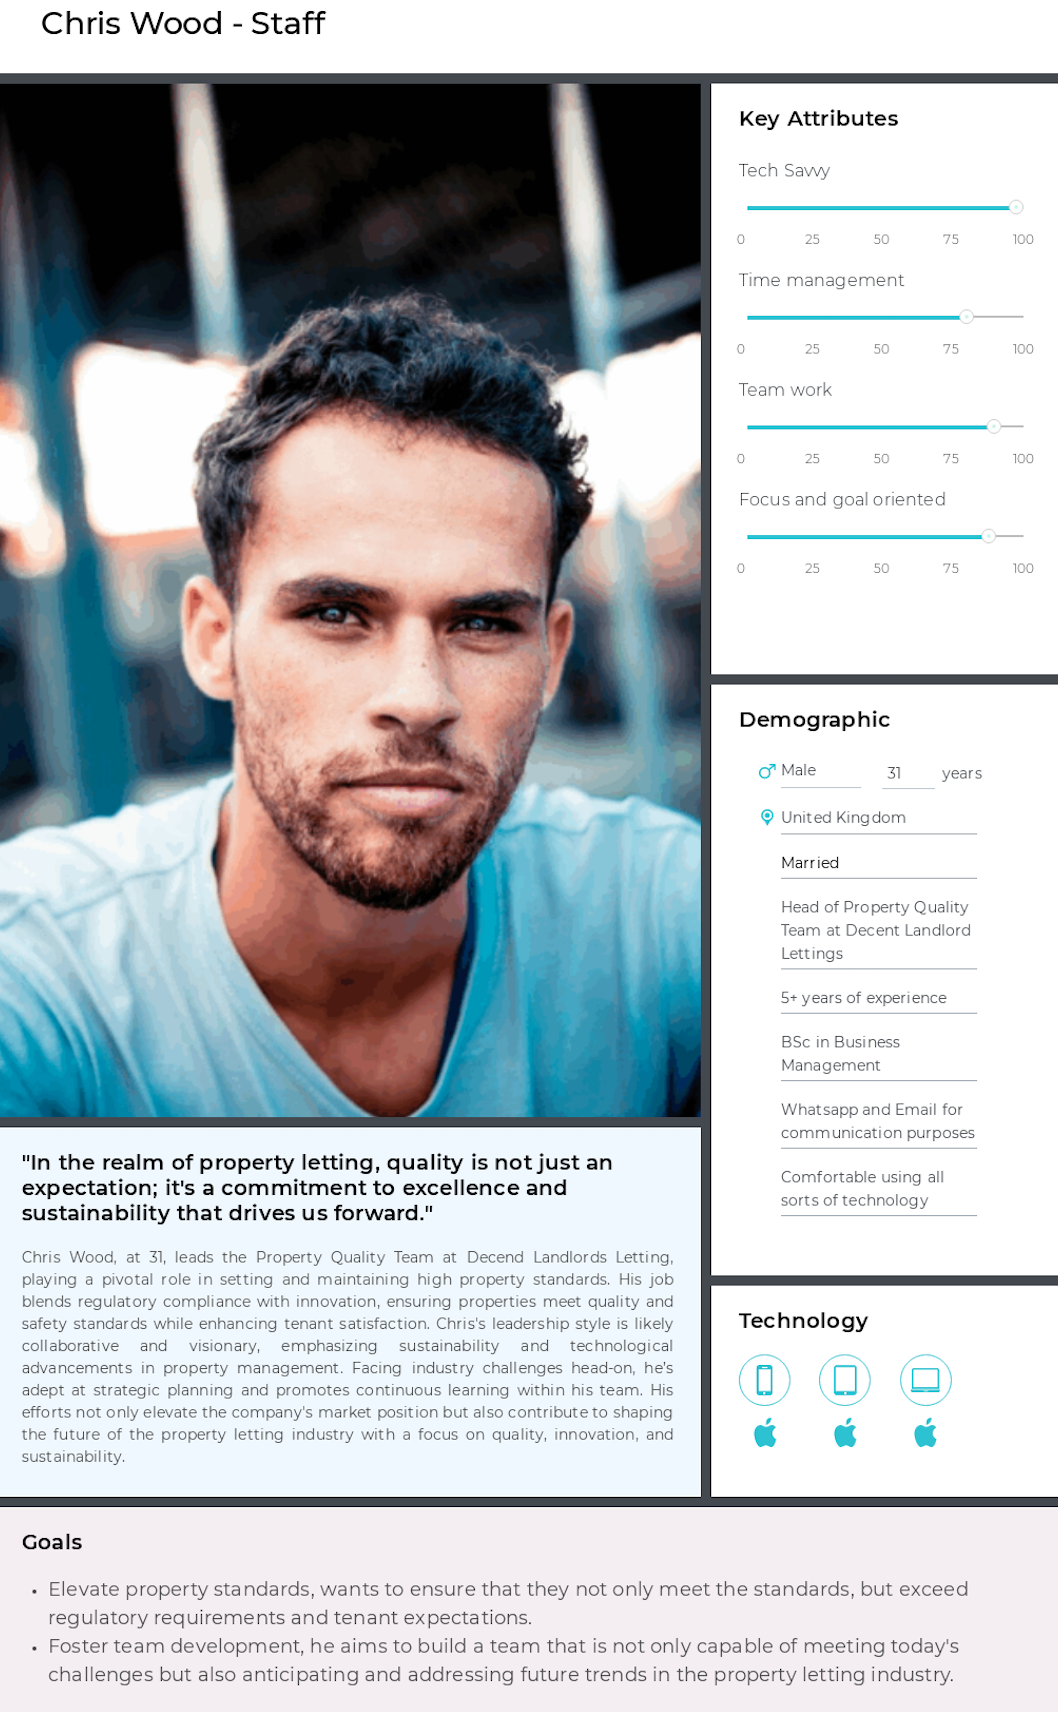 Chris Wood - Staff
Key Attributes
Tech Savvy
0 25 50 75 100
Time management
0 25 50 75 100
Team work
0 25 50 75 100
Focus and goal oriented
0 25 50 75 100
Demographic
Male 31 years
United Kingdom
Married
Head of Property Quality
Team at Decent Landlord
Lettings
5+ years of experience
BSc in Business
Management
Whatsapp and Email for
communication purposes
Comfortable using all
sorts of technology
"In the realm of property letting, quality is not just an
expectation; it's a commitment to excellence and
sustainability that drives us forward."
Chris Wood, at 31, leads the Property Quality Team at Decend Landlords Letting,
playing a pivotal role in setting and maintaining high property standards. His job
blends regulatory compliance with innovation, ensuring properties meet quality and
safety standards while enhancing tenant satisfaction. Chris's leadership style is likely
collaborative and visionary, emphasizing sustainability and technological
advancements in property management. Facing industry challenges head-on, he's
adept at strategic planning and promotes continuous learning within his team. His
efforts not only elevate the company's market position but also contribute to shaping
the future of the property letting industry with a focus on quality, innovation, and
sustainability.
Technology
Goals
• Elevate property standards, wants to ensure that they not only meet the standards, but exceed
regulatory requirements and tenant expectations.
• Foster team development, he aims to build a team that is not only capable of meeting today's
challenges but also anticipating and addressing future trends in the property letting industry.